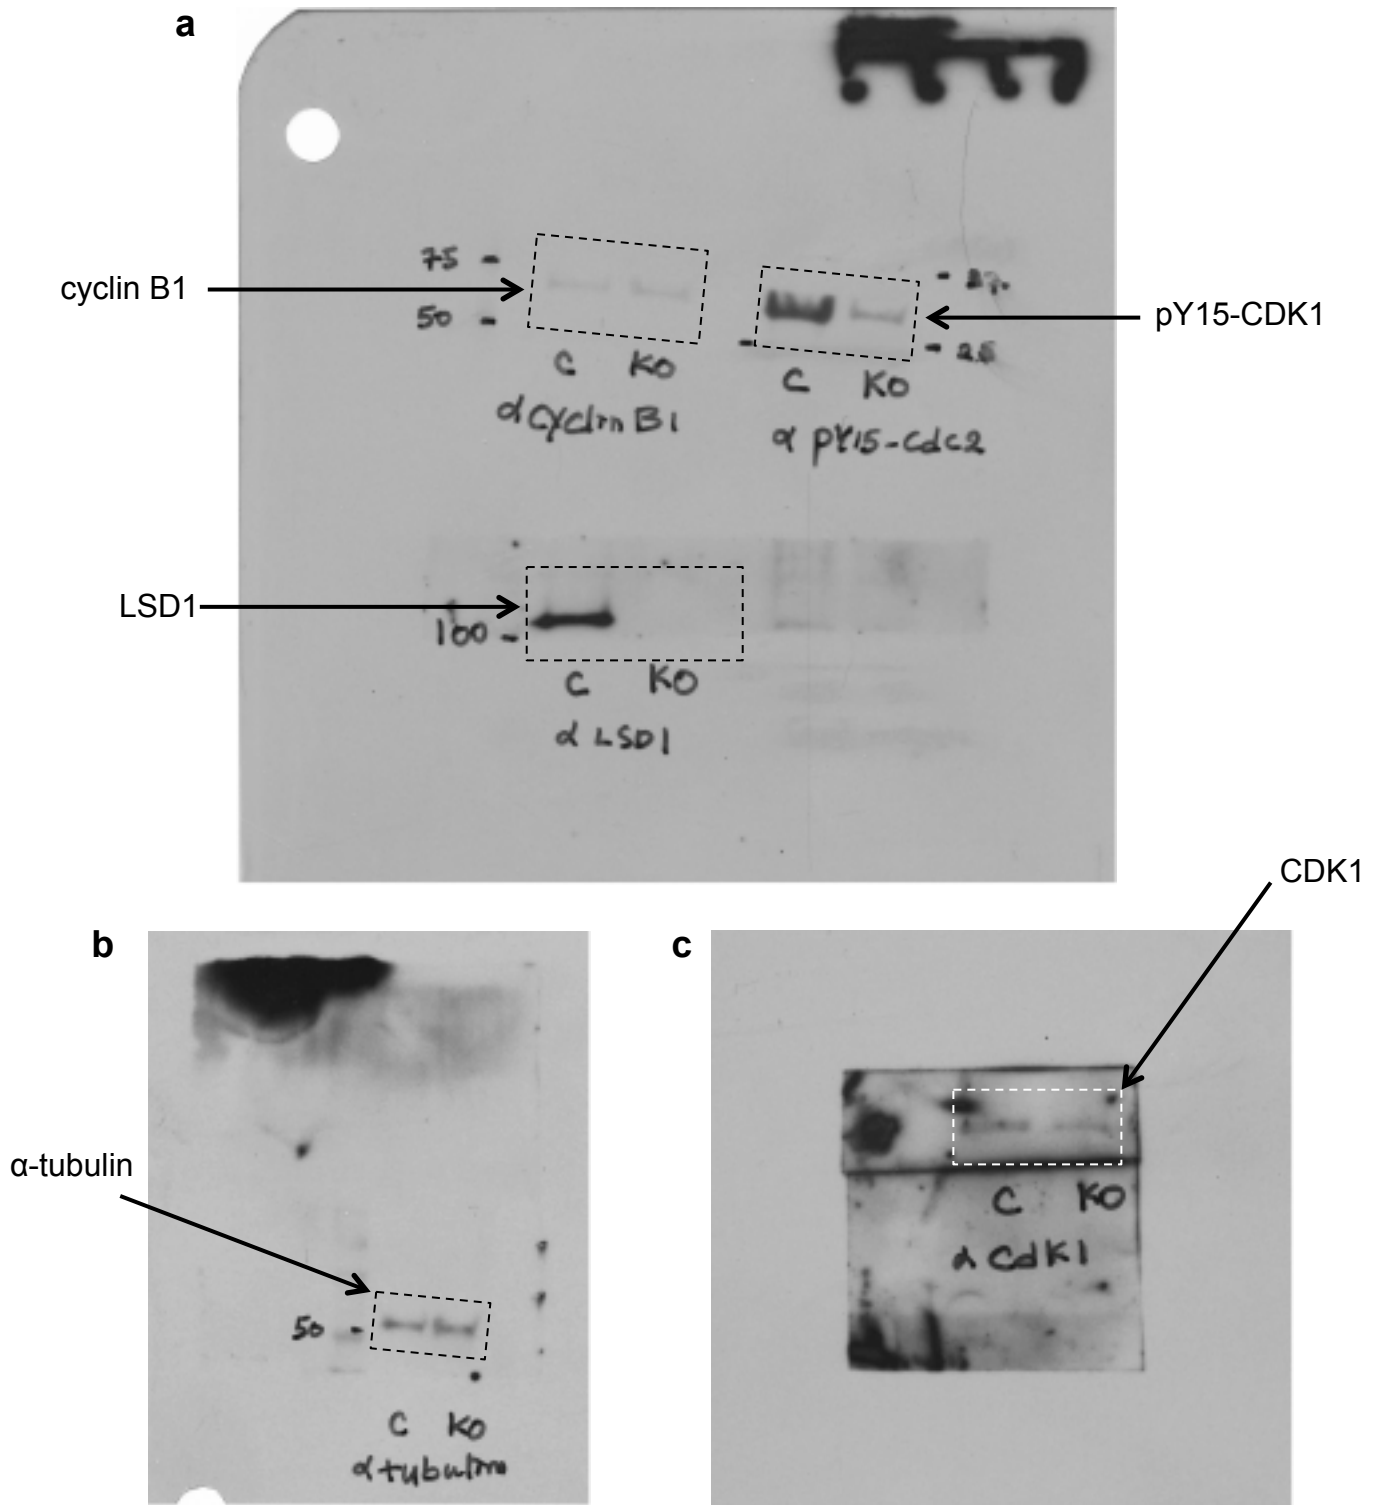 a
75 -
cyclin B1
50 -
C KO
α Cyclin B1
pY15-CDK1
- 25
C KO
α pY15-Cdc2
LSD1
100 -
C KO
α LSD1
b
α-tubulin
50 -
C KO
α tubulin
c
CDK1
C KO
α Cdk1